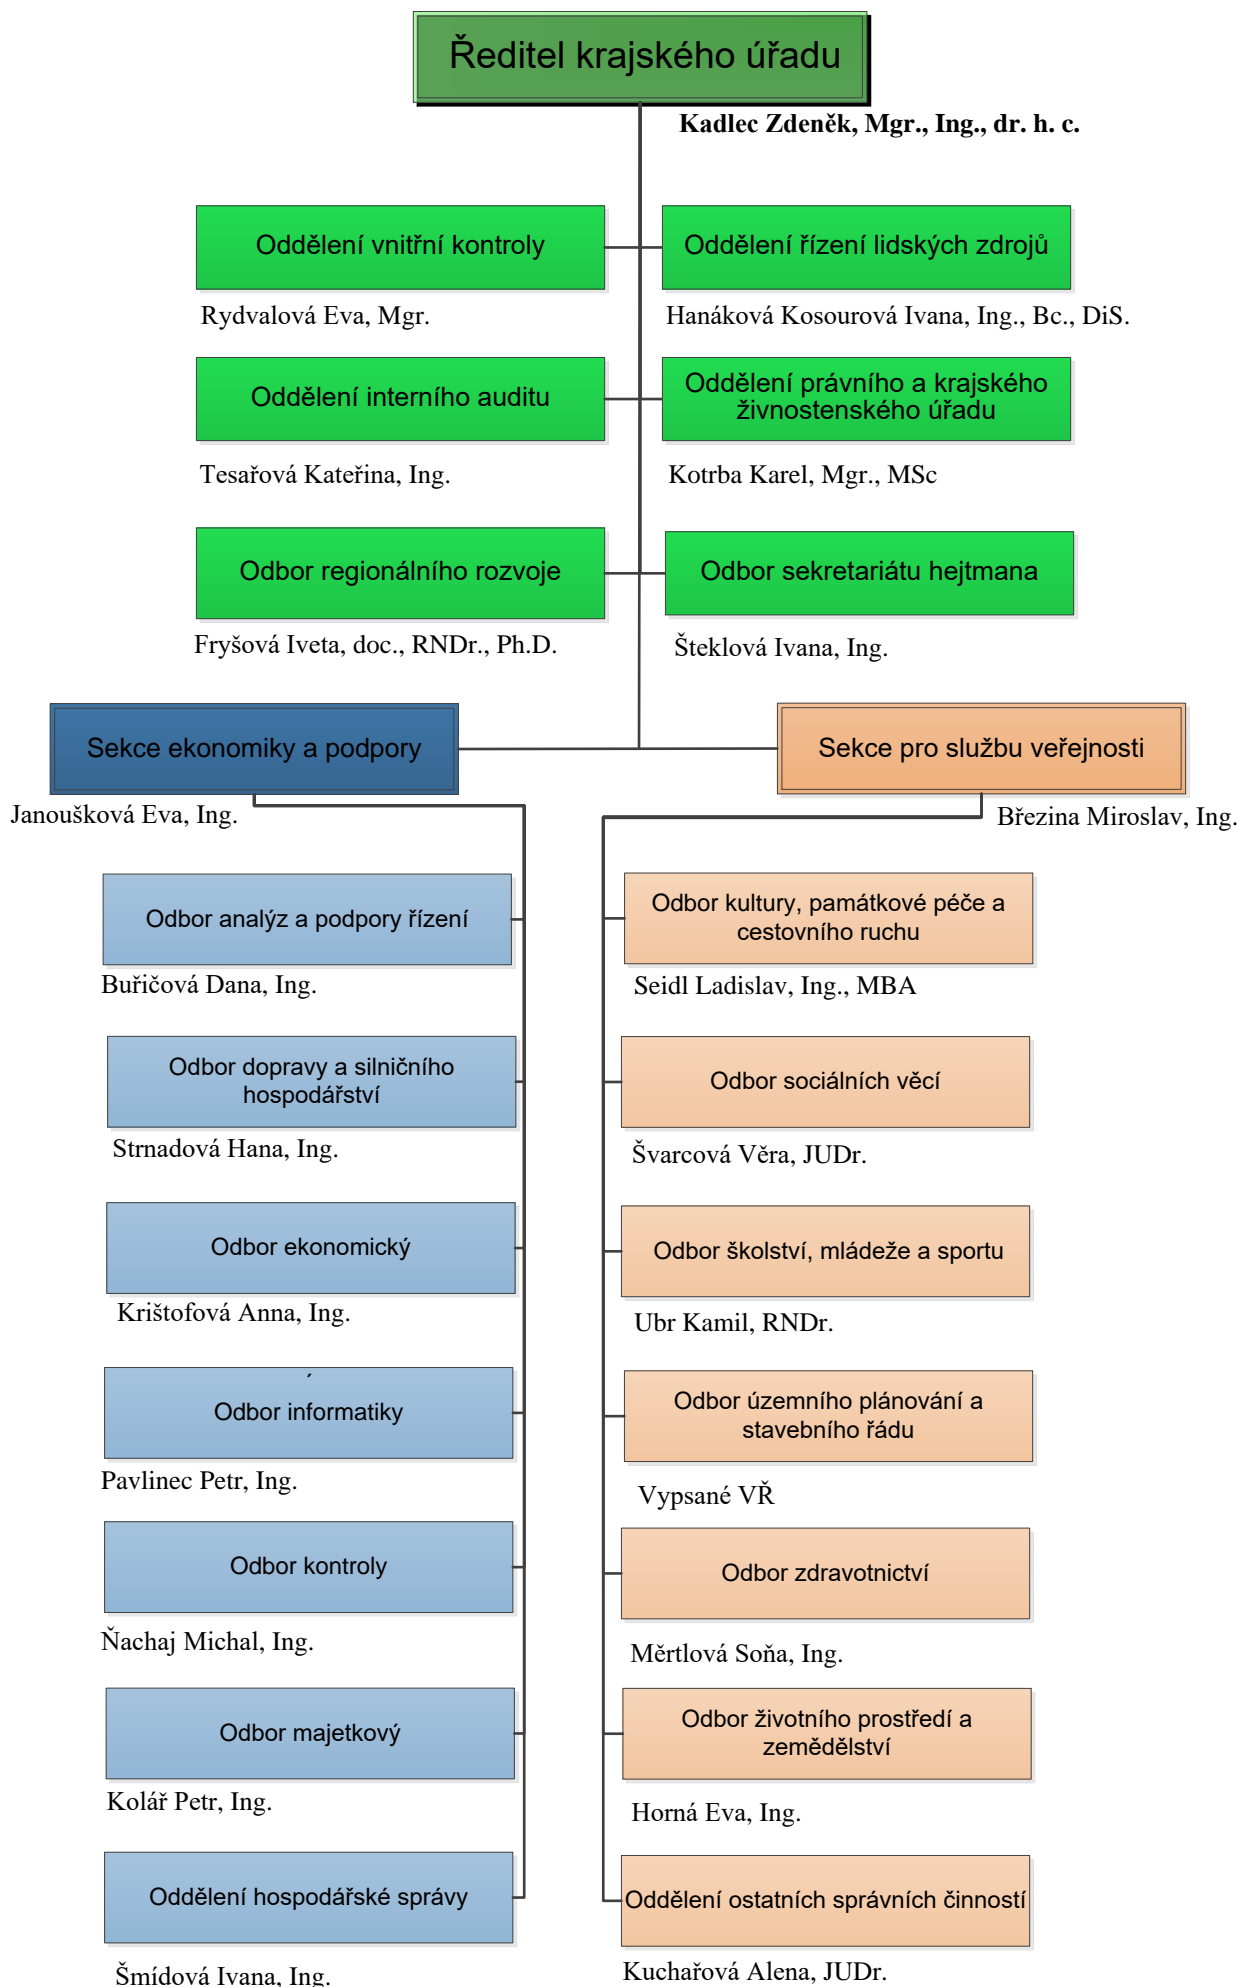 Ředitel krajského úřadu
Kadlec Zdeněk, Mgr., Ing., dr. h. c.
Oddělení vnitřní kontroly
Rydvalová Eva, Mgr.
Oddělení řízení lidských zdrojů
Hanáková Kosourová Ivana, Ing., Bc., DiS.
Oddělení interního auditu
Tesařová Kateřina, Ing.
Oddělení právního a krajského
živnostenského úřadu
Kotrba Karel, Mgr., MSc
Odbor regionálního rozvoje
Fryšová Iveta, doc., RNDr., Ph.D.
Odbor sekretariátu hejtmana
Šteklová Ivana, Ing.
Sekce ekonomiky a podpory
Janoušková Eva, Ing.
Sekce pro službu veřejnosti
Březina Miroslav, Ing.
Odbor analýz a podpory řízení
Buřičová Dana, Ing.
Odbor dopravy a silničního
hospodářství
Strnadová Hana, Ing.
Odbor ekonomický
Krištofová Anna, Ing.
Odbor informatiky
Pavlinec Petr, Ing.
Odbor kontroly
Ňachaj Michal, Ing.
Odbor majetkový
Kolář Petr, Ing.
Oddělení hospodářské správy
Šmídová Ivana, Ing.
Odbor kultury, památkové péče a
cestovního ruchu
Seidl Ladislav, Ing., MBA
Odbor sociálních věcí
Švarcová Věra, JUDr.
Odbor školství, mládeže a sportu
Ubr Kamil, RNDr.
Odbor územního plánování a
stavebního řádu
Vypsané VŘ
Odbor zdravotnictví
Měrtlová Soňa, Ing.
Odbor životního prostředí a
zemědělství
Horná Eva, Ing.
Oddělení ostatních správních činností
Kuchařová Alena, JUDr.